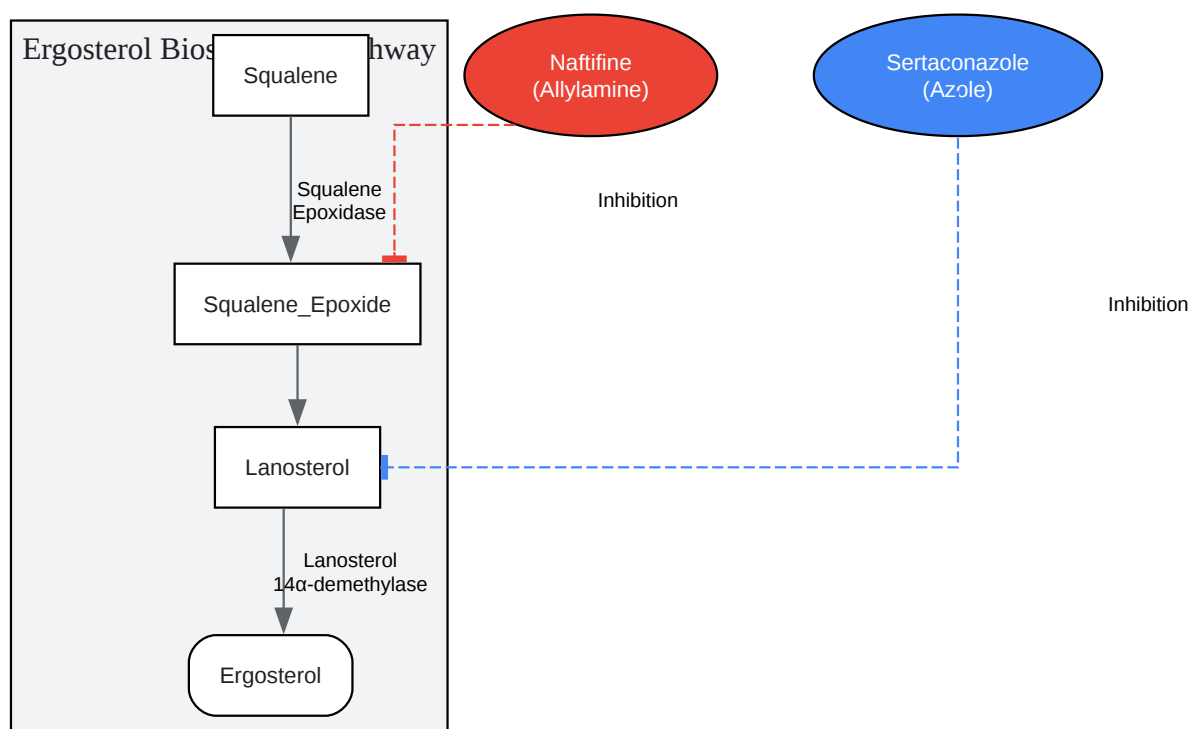 Ergosterol Bios hway
Squalene
Naftifine
(Allylamine)
Sertaconazole
(Azole)
Squalene
Epoxidase
Inhibition
Squalene_Epoxide
Inhibition
Lanosterol
Lanosterol
14α-demethylase
Ergosterol